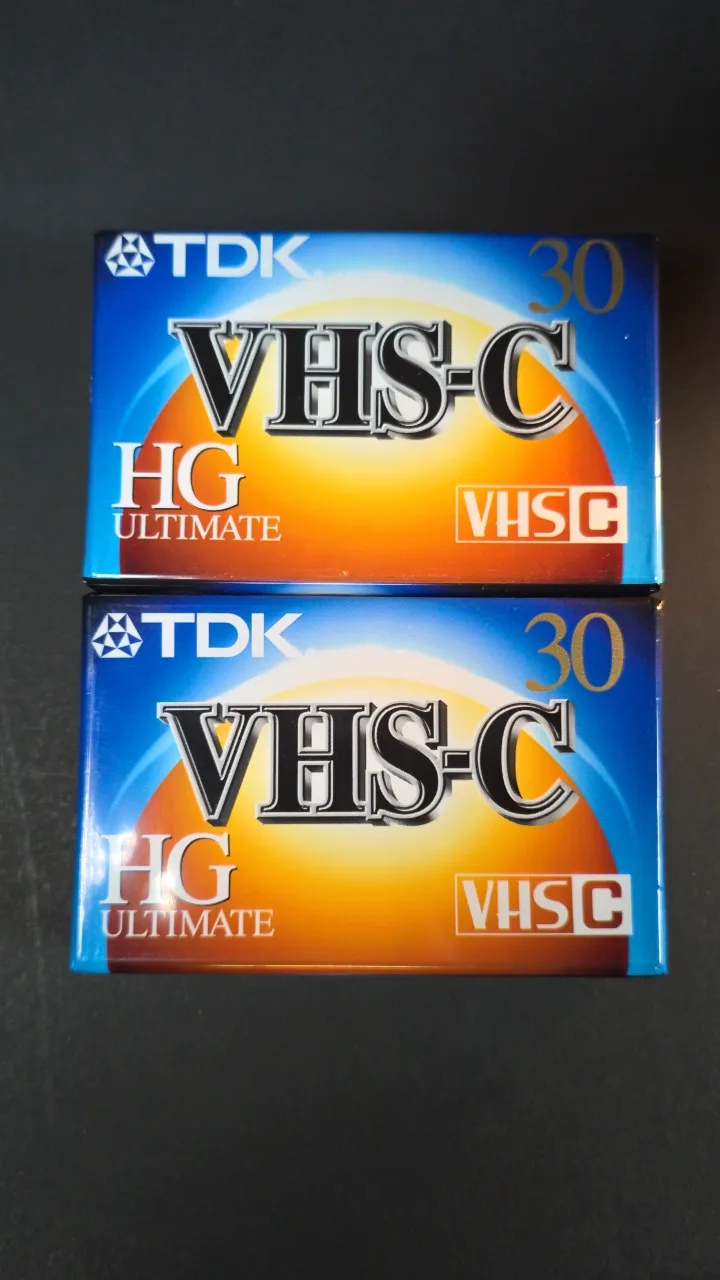 TDK.
30
VHS-C
HG
ULTIMATE
VHS C
TDK.
30
VHS-C
HG
ULTIMATE
VHS C